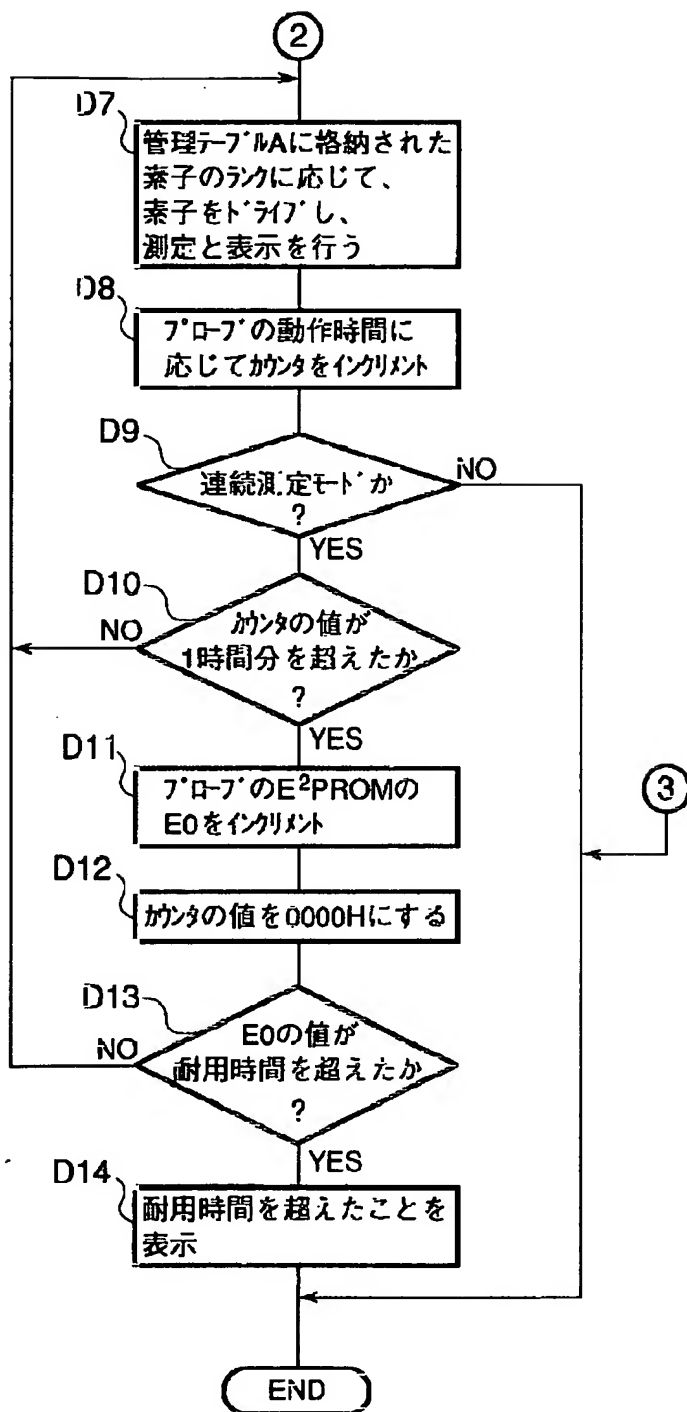 2
D7
管理テーブルAに格納された
素子のランクに応じて、
素子をドライブし、
測定と表示を行う
D8
プローブの動作時間に
応じてカウンタをインクリメント
D9
連続測定モードか
?
NO
YES
D10
カウンタの値が
1時間分を超えたか
?
NO
YES
D11
プローブのE²PROMの
E0をインクリメント
3
D12
カウンタの値を0000Hにする
D13
E0の値が
耐用時間を超えたか
?
NO
YES
D14
耐用時間を超えたことを
表示
END